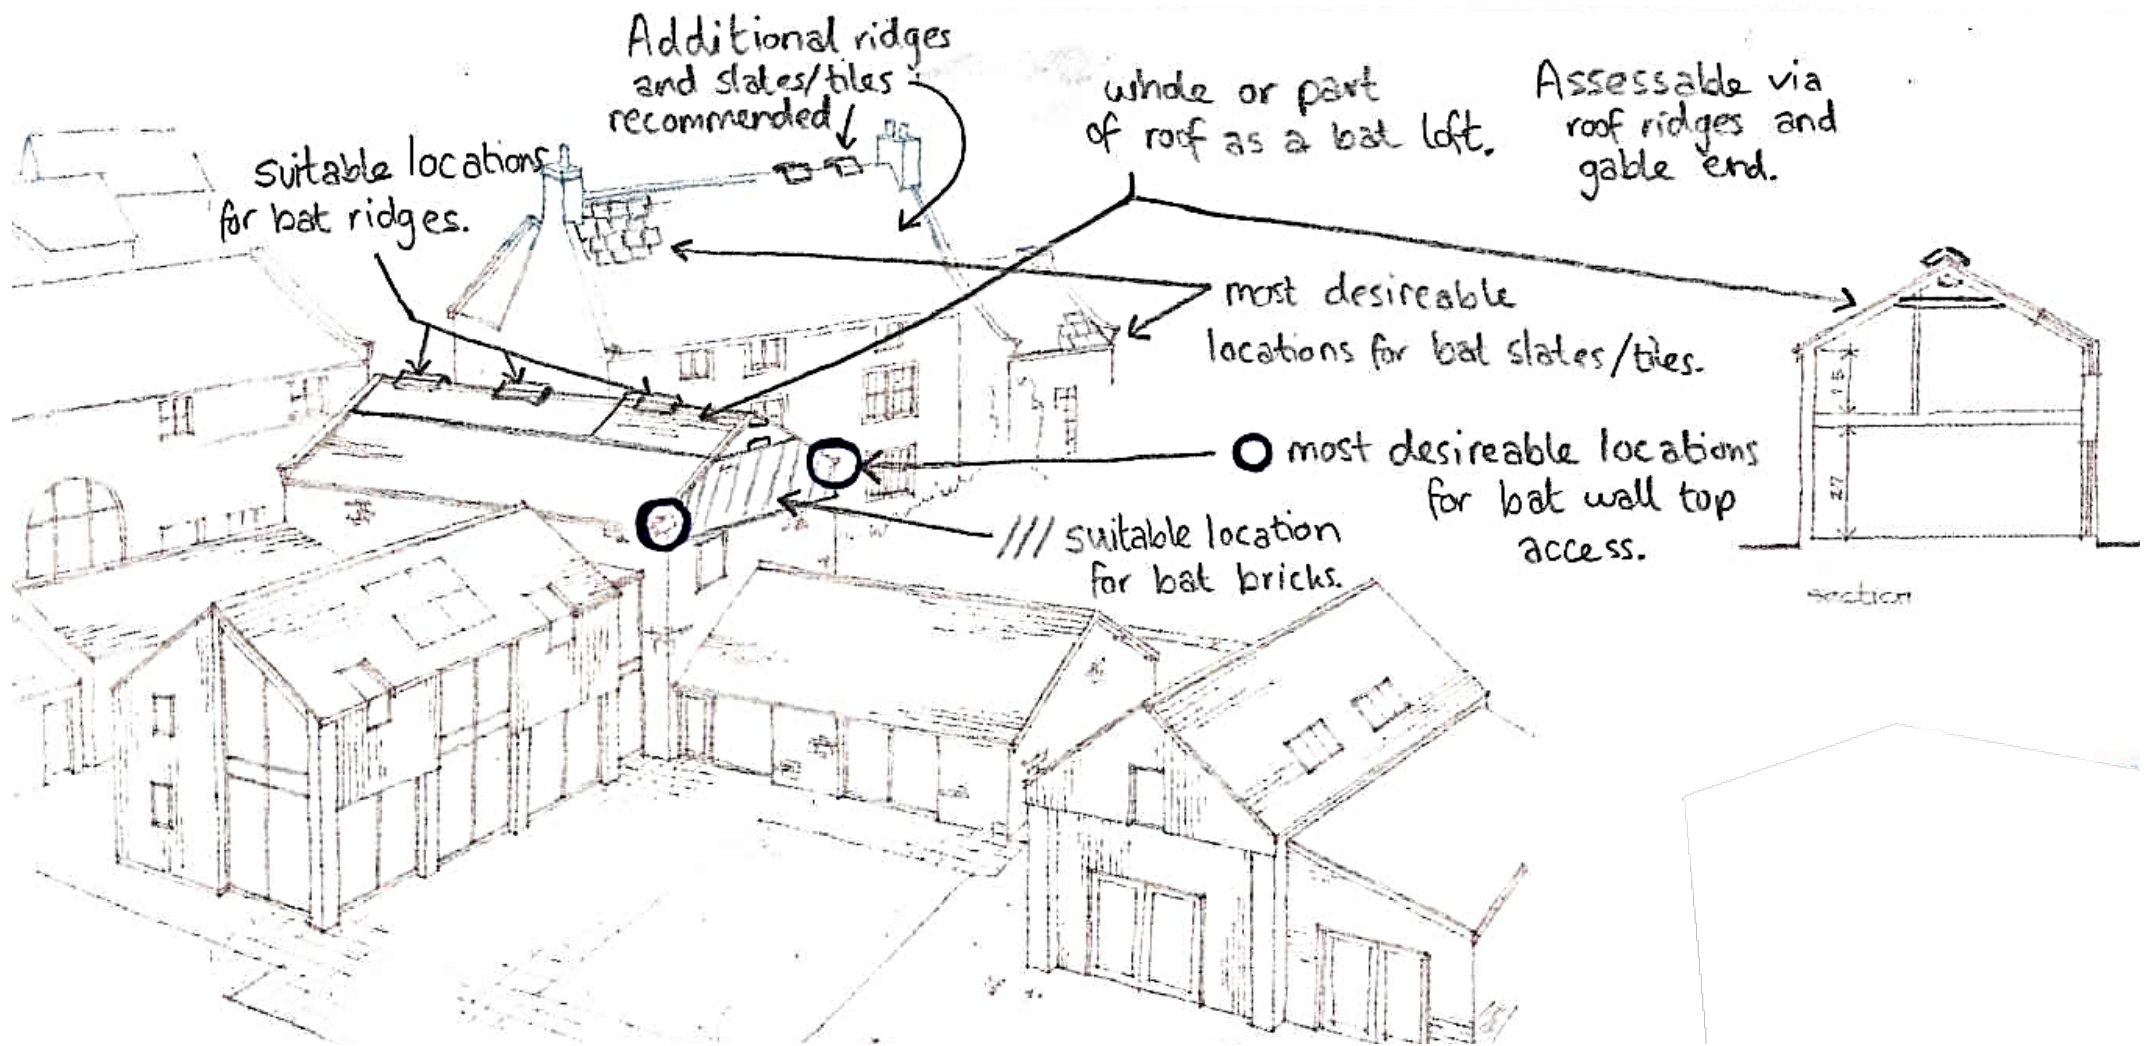 Additional ridges
and slates/tiles
recommended
suitable locations
for bat ridges.
whole or part
of roof as a bat loft.
Assessable via
roof ridges and
gable end.
most desireable
locations for bat slates/tiles.
most desireable locations
for bat wall top
access.
/// suitable location
for bat bricks.
27
section